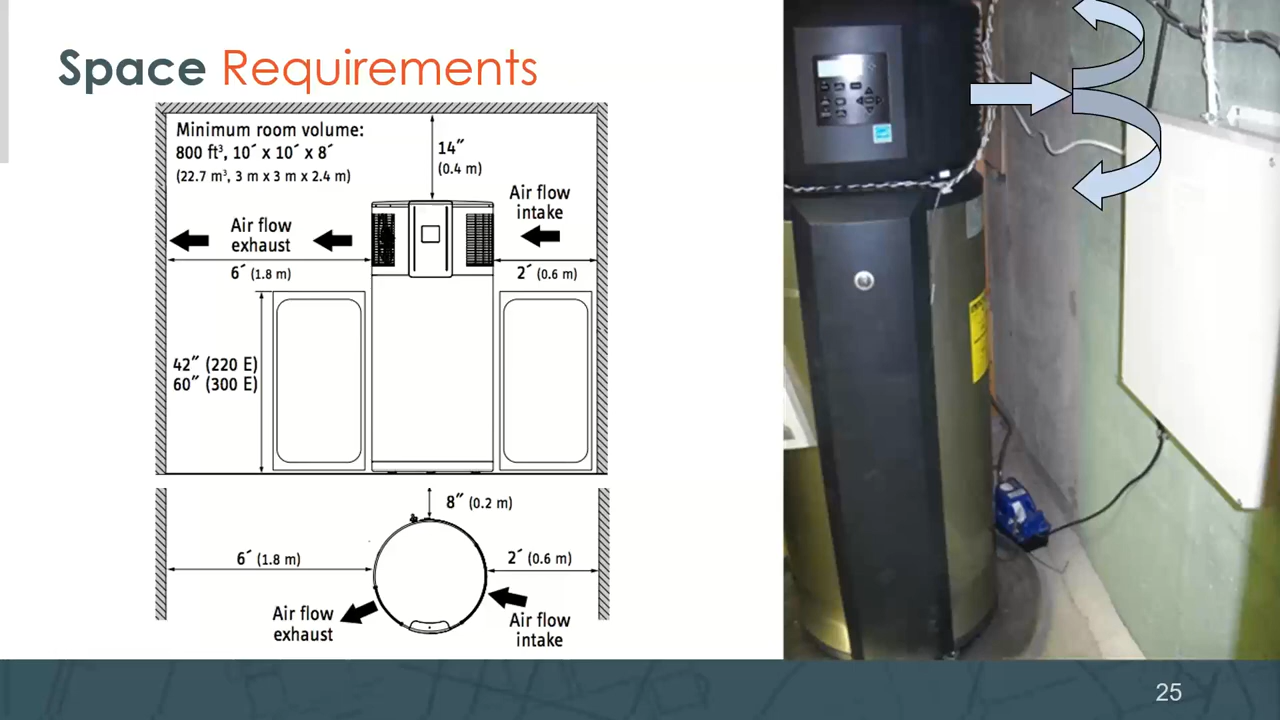 Space Requirements
Minimum room volume:
800 ft³, 10´ x 10´ x 8´
(22.7 m³, 3 m x 3 m x 2.4 m)
14˝
(0.4 m)
Air flow
intake
Air flow
exhaust
6´ (1.8 m)
2´ (0.6 m)
42˝ (220 E)
60˝ (300 E)
8˝ (0.2 m)
6´ (1.8 m)
2´ (0.6 m)
Air flow
exhaust
Air flow
intake
25